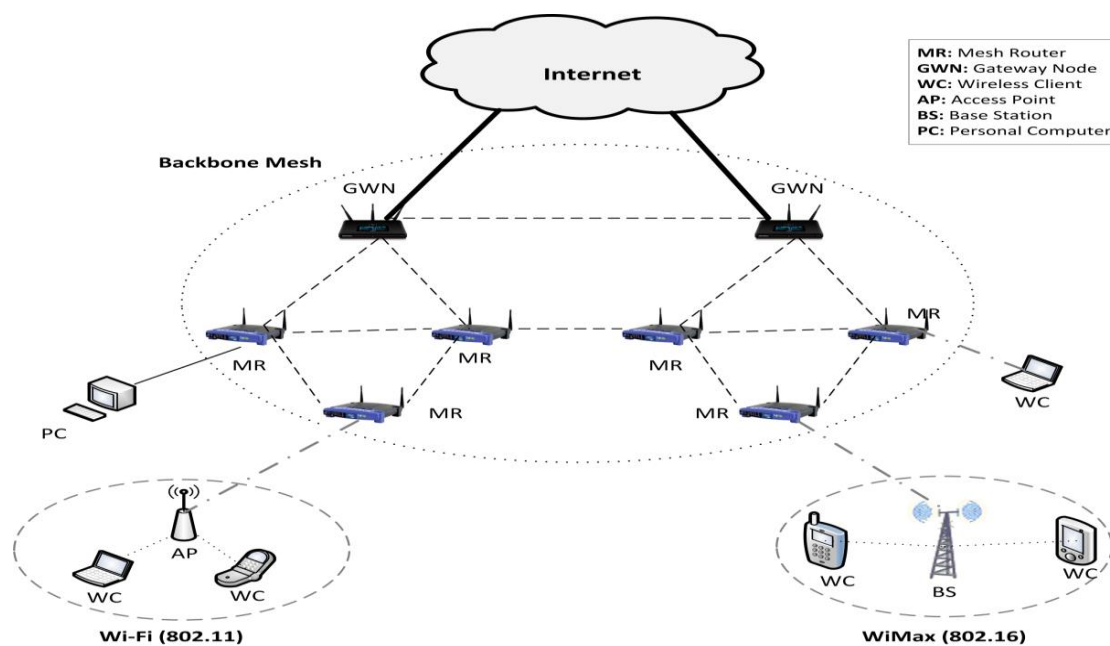 Internet
MR: Mesh Router
GWN: Gateway Node
WC: Wireless Client
AP: Access Point
BS: Base Station
PC: Personal Computer
Backbone Mesh
GWN
GWN
MR
MR
MR
MR
MR
MR
PC
WC
AP
WC
WC
Wi-Fi (802.11)
WC
BS
WC
WiMax (802.16)